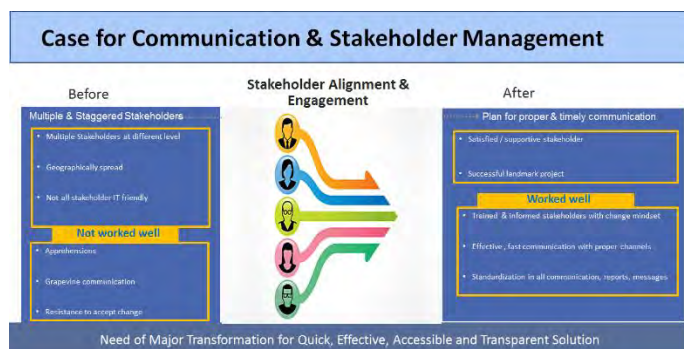 Case for Communication & Stakeholder Management
Before
Multiple & Staggered Stakeholders
• Multiple Stakeholders at different level
• Geographically spread
• Not all stakeholder IT friendly
Not worked well
• Apprehensions
• Grapevine communication
• Resistance to accept change
Stakeholder Alignment &
Engagement
After
Plan for proper & timely communication
• Satisfied / supportive stakeholder
• Successful landmark project
Worked well
• Trained & informed stakeholders with change mindset
• Effective , fast communication with proper channels
• Standardization in all communication, reports, messages
Need of Major Transformation for Quick, Effective, Accessible and Transparent Solution